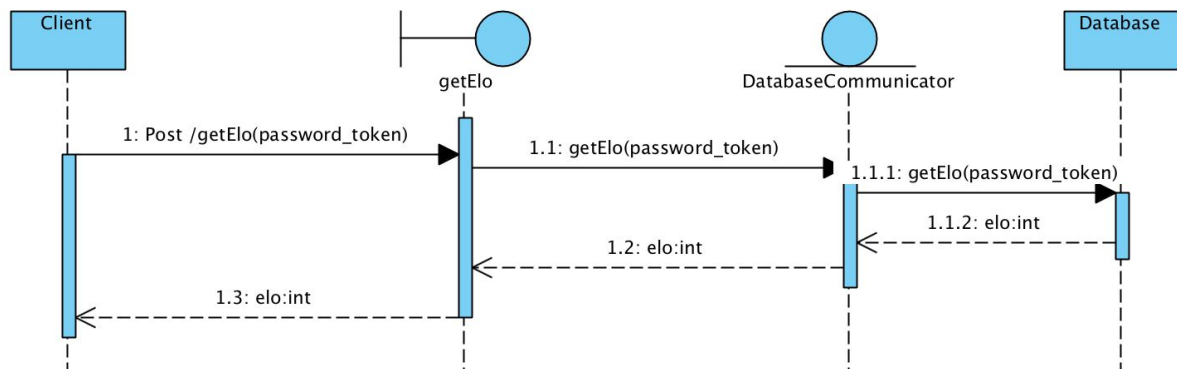 Client
getElo
DatabaseCommunicator
Database
1: Post /getElo(password_token)
1.1: getElo(password_token)
1.1.1: getElo(password_token)
1.1.2: elo:int
1.2: elo:int
1.3: elo:int